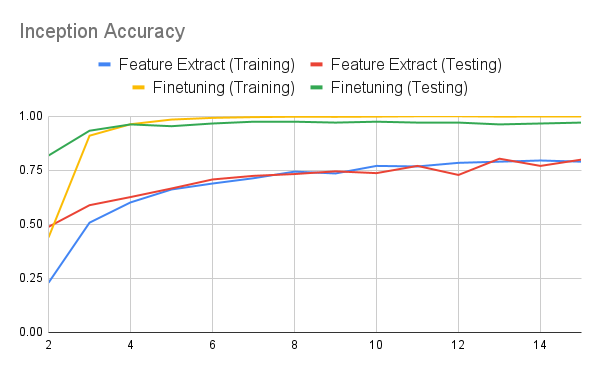 Inception Accuracy
Feature Extract (Training) Feature Extract (Testing)
Finetuning (Training) Finetuning (Testing)
1.00
0.75
0.50
0.25
0.00
2 4 6 8 10 12 14